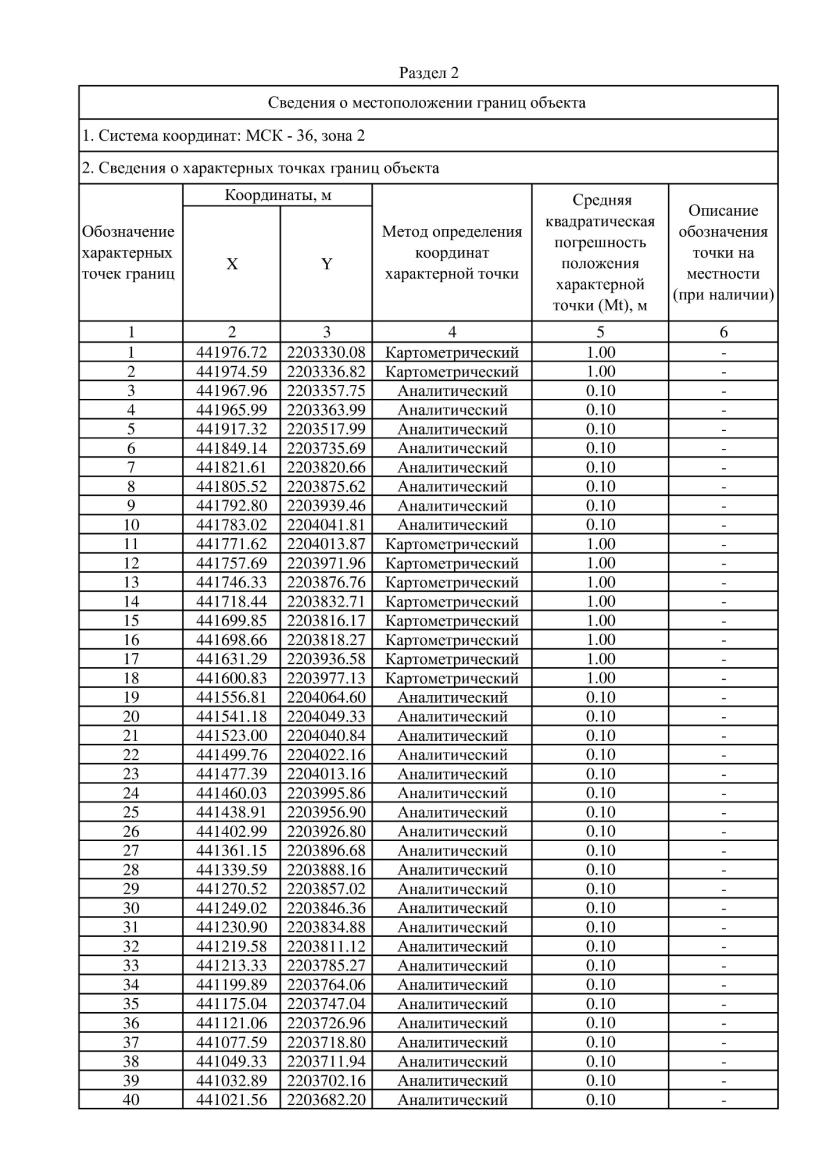 Раздел 2
Сведения о местоположении границ объекта
1. Система координат: МСК - 36, зона 2
2. Сведения о характерных точках границ объекта
Обозначение характерных точек границ
Координаты, м
X
Y
Метод определения координат характерной точки
Средняя квадратическая погрешность положения характерной точки (Mt), м
Описание обозначения точки на местности (при наличии)
1 2 3 4 5 6
1 441976.72 2203330.08 Картометрический 1.00 -
2 441974.59 2203336.82 Картометрический 1.00 -
3 441967.96 2203357.75 Аналитический 0.10 -
4 441965.99 2203363.99 Аналитический 0.10 -
5 441917.32 2203517.99 Аналитический 0.10 -
6 441849.14 2203735.69 Аналитический 0.10 -
7 441821.61 2203820.66 Аналитический 0.10 -
8 441805.52 2203875.62 Аналитический 0.10 -
9 441792.80 2203939.46 Аналитический 0.10 -
10 441783.02 2204041.81 Аналитический 0.10 -
11 441771.62 2204013.87 Картометрический 1.00 -
12 441757.69 2203971.96 Картометрический 1.00 -
13 441746.33 2203876.76 Картометрический 1.00 -
14 441718.44 2203832.71 Картометрический 1.00 -
15 441699.85 2203816.17 Картометрический 1.00 -
16 441698.66 2203818.27 Картометрический 1.00 -
17 441631.29 2203936.58 Картометрический 1.00 -
18 441600.83 2203977.13 Картометрический 1.00 -
19 441556.81 2204064.60 Аналитический 0.10 -
20 441541.18 2204049.33 Аналитический 0.10 -
21 441523.00 2204040.84 Аналитический 0.10 -
22 441499.76 2204022.16 Аналитический 0.10 -
23 441477.39 2204013.16 Аналитический 0.10 -
24 441460.03 2203995.86 Аналитический 0.10 -
25 441438.91 2203956.90 Аналитический 0.10 -
26 441402.99 2203926.80 Аналитический 0.10 -
27 441361.15 2203896.68 Аналитический 0.10 -
28 441339.59 2203888.16 Аналитический 0.10 -
29 441270.52 2203857.02 Аналитический 0.10 -
30 441249.02 2203846.36 Аналитический 0.10 -
31 441230.90 2203834.88 Аналитический 0.10 -
32 441219.58 2203811.12 Аналитический 0.10 -
33 441213.33 2203785.27 Аналитический 0.10 -
34 441199.89 2203764.06 Аналитический 0.10 -
35 441175.04 2203747.04 Аналитический 0.10 -
36 441121.06 2203726.96 Аналитический 0.10 -
37 441077.59 2203718.80 Аналитический 0.10 -
38 441049.33 2203711.94 Аналитический 0.10 -
39 441032.89 2203702.16 Аналитический 0.10 -
40 441021.56 2203682.20 Аналитический 0.10 -